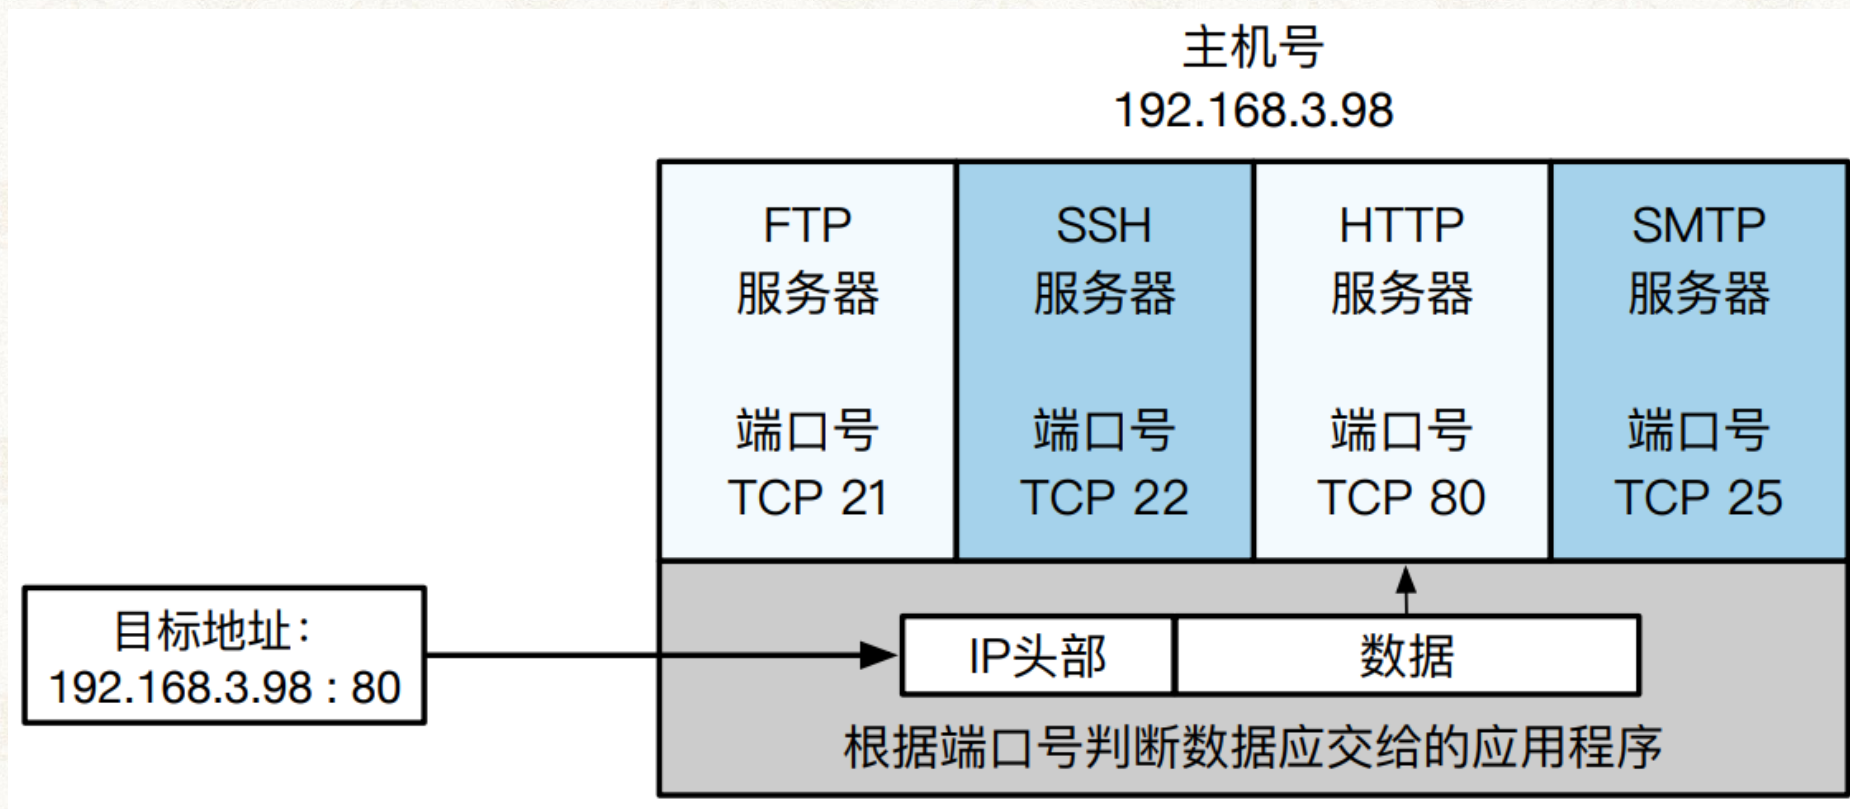 主机号
192.168.3.98
FTP
服务器
端口号
TCP 21
SSH
服务器
端口号
TCP 22
HTTP
服务器
端口号
TCP 80
SMTP
服务器
端口号
TCP 25
目标地址：
192.168.3.98 : 80
IP头部
数据
根据端口号判断数据应交给的应用程序